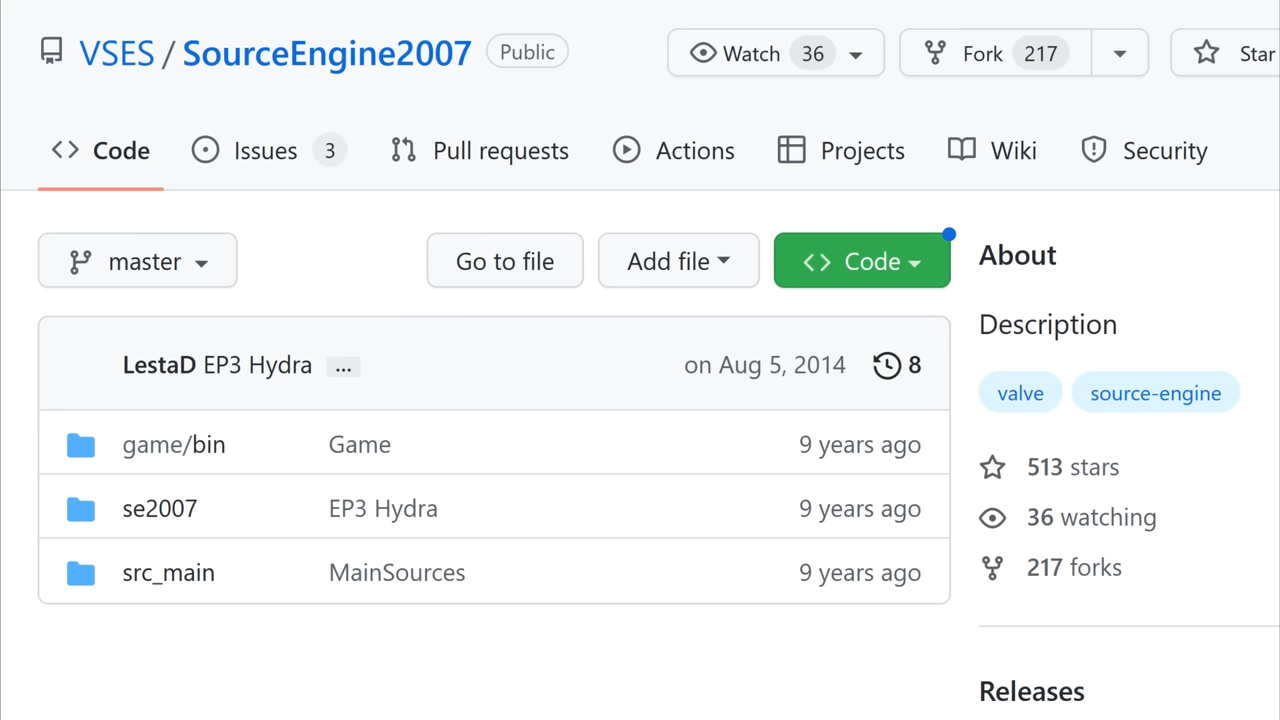 VSES / SourceEngine2007 Public Watch 36 Fork 217 Star
Code Issues 3 Pull requests Actions Projects Wiki Security
master Go to file Add file Code
LestaD EP3 Hydra ... on Aug 5, 2014 8
game/bin Game 9 years ago
se2007 EP3 Hydra 9 years ago
src_main MainSources 9 years ago
About
Description
valve source-engine
513 stars
36 watching
217 forks
Releases